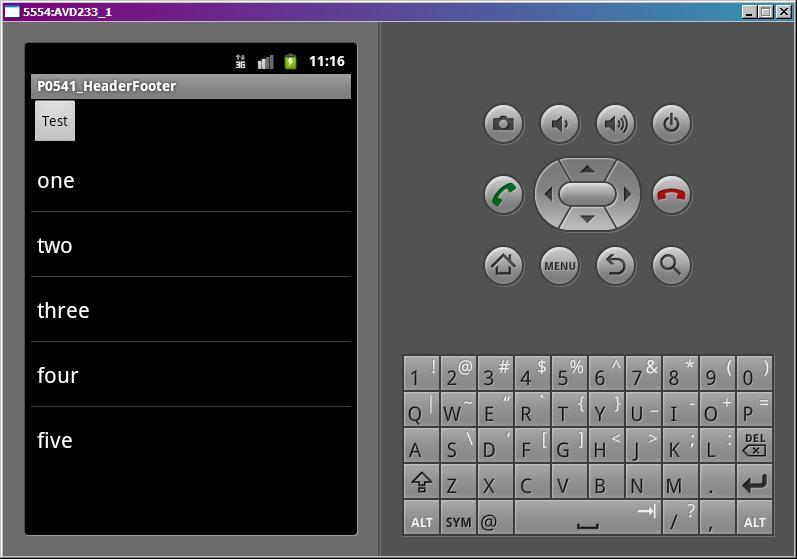 5554:AVD233_1
3G 11:16
P0541_HeaderFooter
Test
one
two
three
four
five
MENU
1 ! 2 @ 3 # 4 $ 5 % 6 ^ 7 & 8 * 9 ( 0 )
Q | W ~ E “ R ` T { Y } U _ I - O + P =
A S \ D ‘ F [ G ] H < J > K ; L : DEL
Z X C V B N M .
ALT SYM @ / ? , ALT